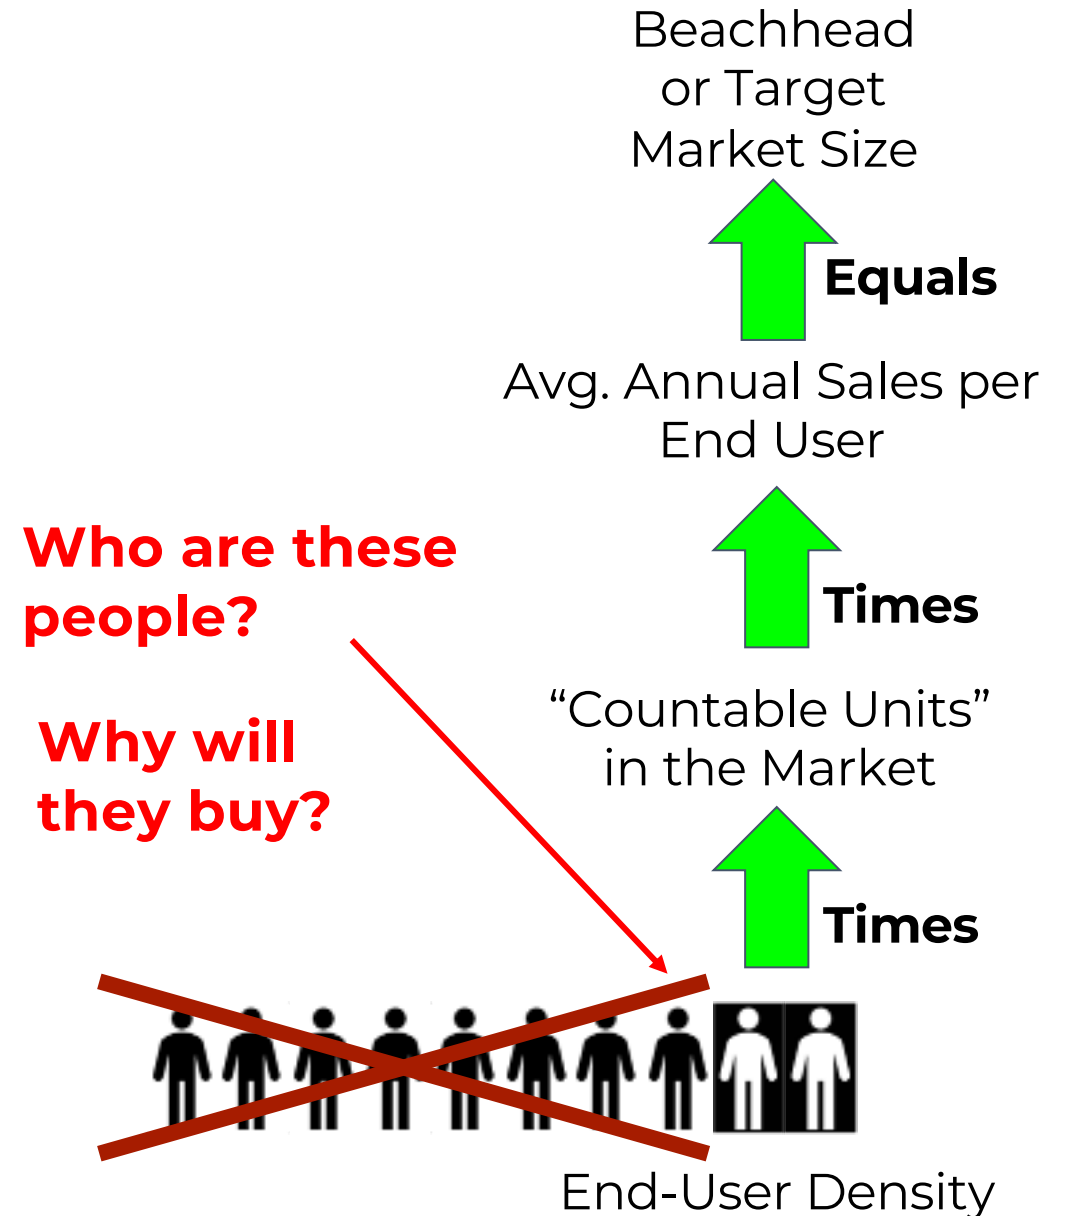 Beachhead
or Target
Market Size
Equals
Avg. Annual Sales per
End User
Who are these
people?
Times
Why will
they buy?
“Countable Units”
in the Market
Times
End-User Density